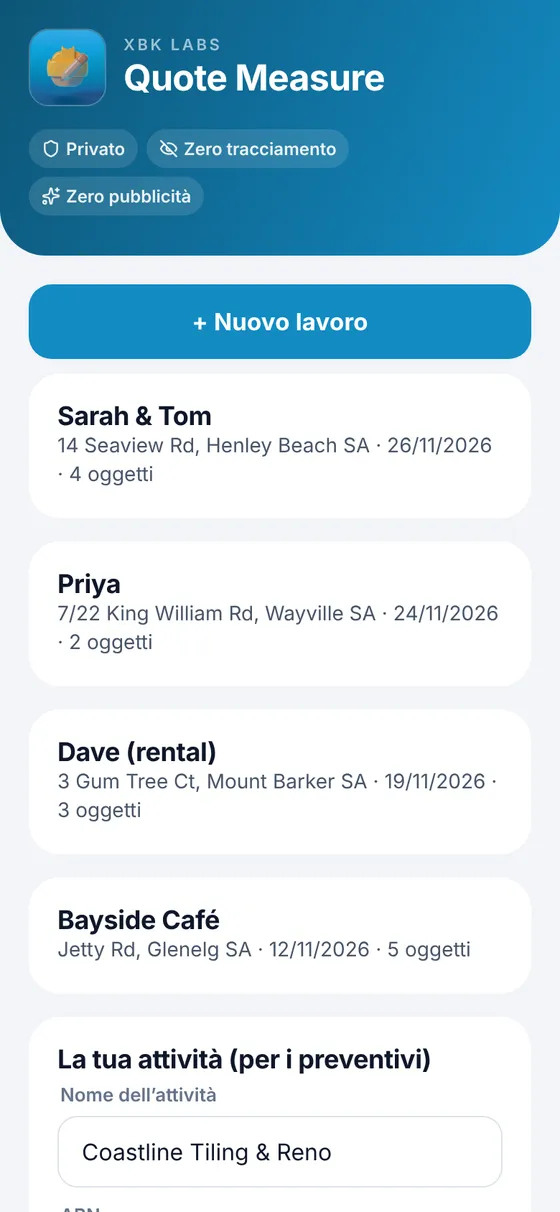 XBK LABS
Quote Measure
Privato
Zero tracciamento
Zero pubblicità
+ Nuovo lavoro
Sarah & Tom
14 Seaview Rd, Henley Beach SA · 26/11/2026
· 4 oggetti
Priya
7/22 King William Rd, Wayville SA · 24/11/2026
· 2 oggetti
Dave (rental)
3 Gum Tree Ct, Mount Barker SA · 19/11/2026 ·
3 oggetti
Bayside Café
Jetty Rd, Glenelg SA · 12/11/2026 · 5 oggetti
La tua attività (per i preventivi)
Nome dell’attività
Coastline Tiling & Reno